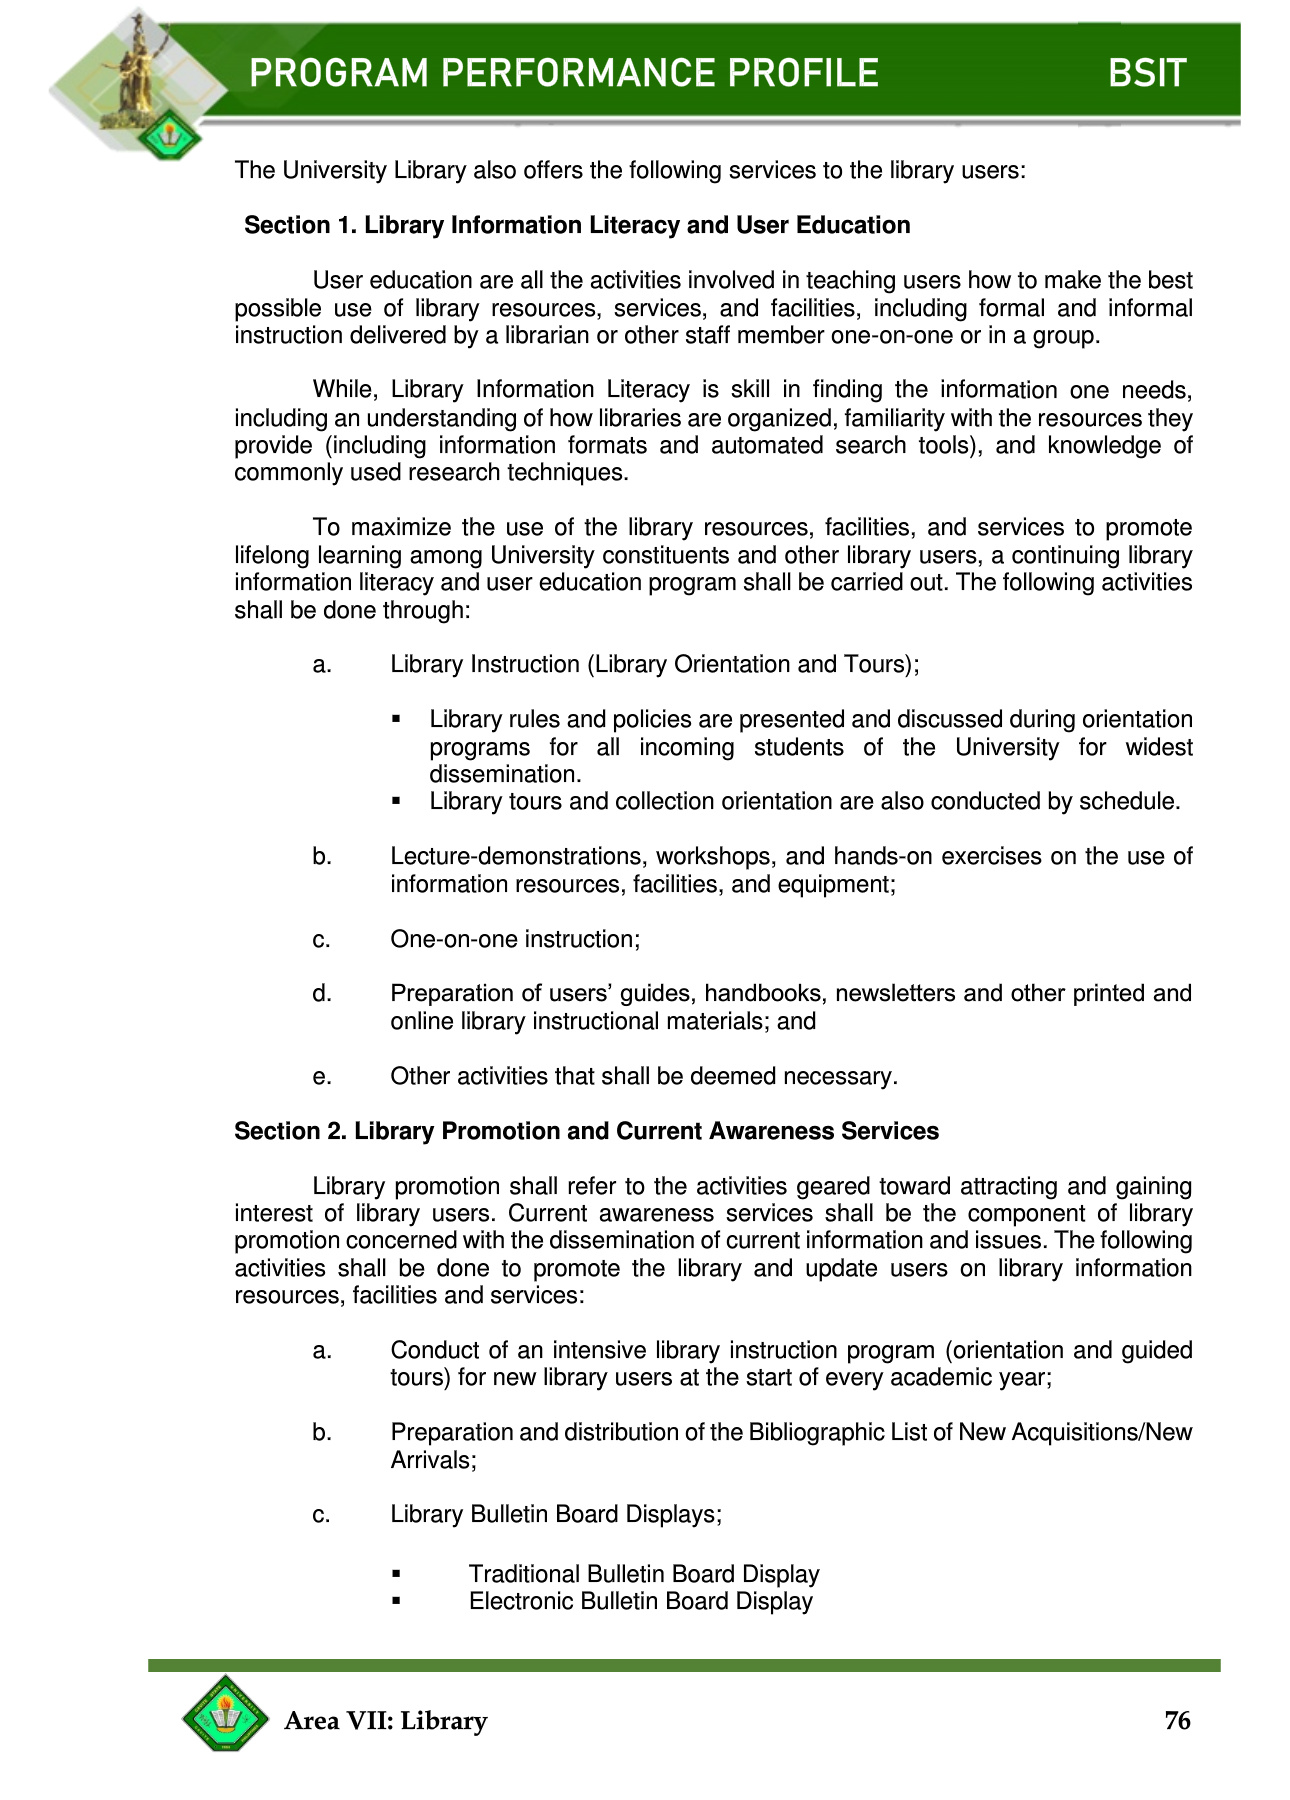 PROGRAM PERFORMANCE PROFILE BSIT
The University Library also offers the following services to the library users:
Section 1. Library Information Literacy and User Education
User education are all the activities involved in teaching users how to make the best
possible use of library resources, services, and facilities, including formal and informal
instruction delivered by a librarian or other staff member one-on-one or in a group.
While, Library Information Literacy is skill in finding the information one needs,
including an understanding of how libraries are organized, familiarity with the resources they
provide (including information formats and automated search tools), and knowledge of
commonly used research techniques.
To maximize the use of the library resources, facilities, and services to promote
lifelong learning among University constituents and other library users, a continuing library
information literacy and user education program shall be carried out. The following activities
shall be done through:
a. Library Instruction (Library Orientation and Tours);
▪ Library rules and policies are presented and discussed during orientation
programs for all incoming students of the University for widest
dissemination.
▪ Library tours and collection orientation are also conducted by schedule.
b. Lecture-demonstrations, workshops, and hands-on exercises on the use of
information resources, facilities, and equipment;
c. One-on-one instruction;
d. Preparation of users’ guides, handbooks, newsletters and other printed and
online library instructional materials; and
e. Other activities that shall be deemed necessary.
Section 2. Library Promotion and Current Awareness Services
Library promotion shall refer to the activities geared toward attracting and gaining
interest of library users. Current awareness services shall be the component of library
promotion concerned with the dissemination of current information and issues. The following
activities shall be done to promote the library and update users on library information
resources, facilities and services:
a. Conduct of an intensive library instruction program (orientation and guided
tours) for new library users at the start of every academic year;
b. Preparation and distribution of the Bibliographic List of New Acquisitions/New
Arrivals;
c. Library Bulletin Board Displays;
▪ Traditional Bulletin Board Display
▪ Electronic Bulletin Board Display
Area VII: Library 76